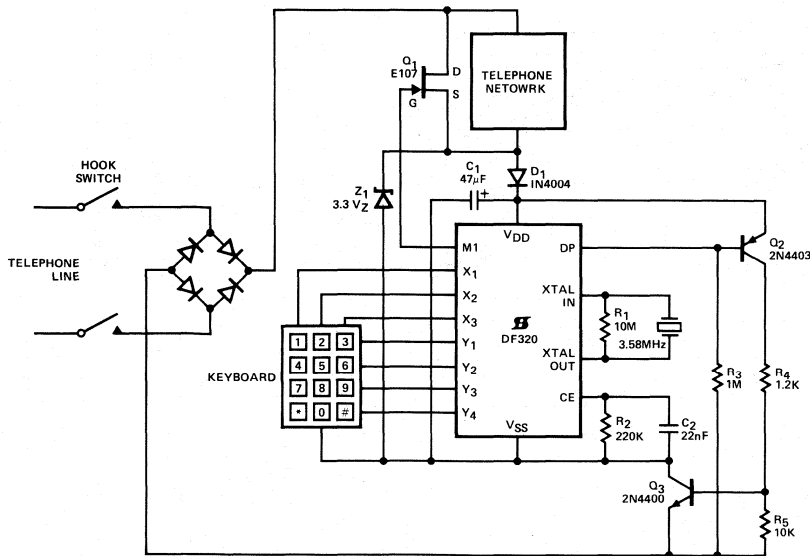 Q1
E107
D
S
G
TELEPHONE
NETOWRK
HOOK
SWITCH
TELEPHONE
LINE
Z1
3.3 VZ
C1
47μF
+
D1
IN4004
VDD
M1
DP
Q2
2N4403
X1
X2
X3
Y1
Y2
Y3
Y4
XTAL
IN
XTAL
OUT
DF320
R1
10M
3.58MHz
KEYBOARD
1 2 3
4 5 6
7 8 9
* 0 #
R3
1M
R4
1.2K
CE
VSS
R2
220K
C2
22nF
Q3
2N4400
R5
10K